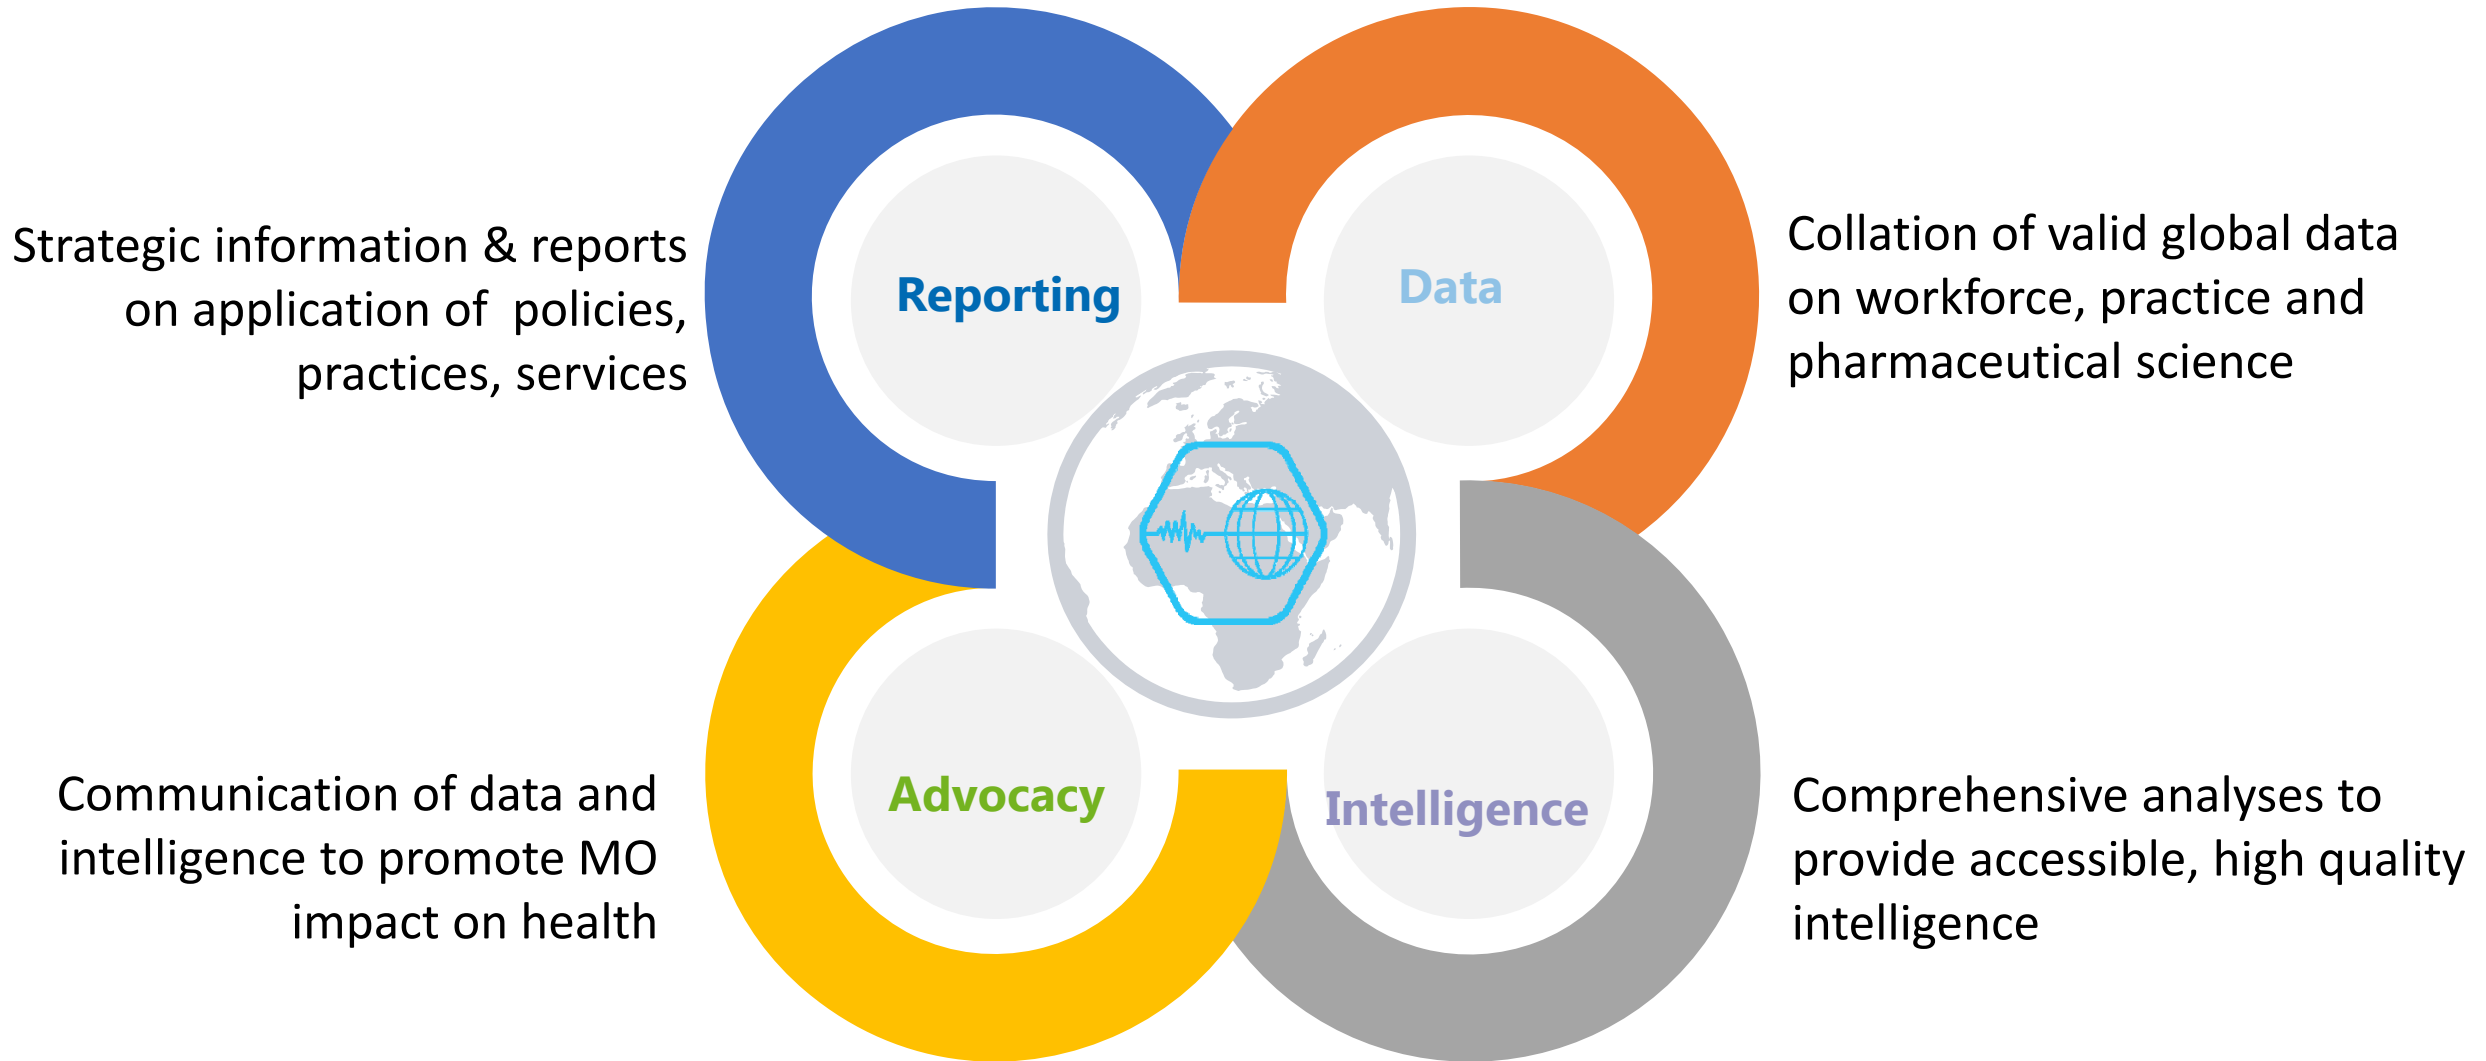 Strategic information & reports
on application of  policies,
practices, services
Reporting
Data
Collation of valid global data
on workforce, practice and
pharmaceutical science
Communication of data and
intelligence to promote MO
impact on health
Advocacy
Intelligence
Comprehensive analyses to
provide accessible, high quality
intelligence